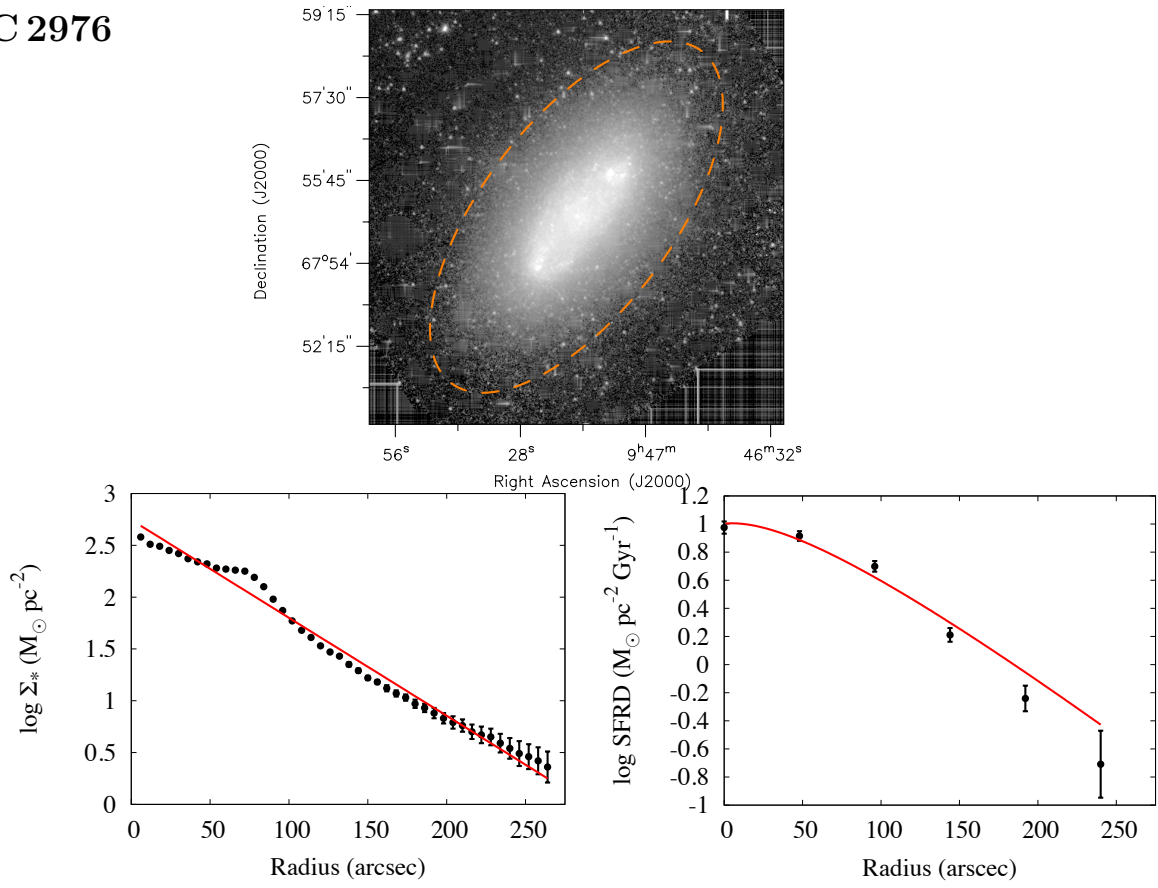 C 2976
59'15"
57'30"
55'45"
67°54'
52'15"
Declination (J2000)
56s 28s 9h47m 46m32s
Right Ascension (J2000)
3
2.5
2
1.5
1
0.5
0
log Σ* (M⊙ pc-2)
0 50 100 150 200 250
Radius (arcsec)
1.2
1
0.8
0.6
0.4
0.2
0
-0.2
-0.4
-0.6
-0.8
-1
log SFRD (M⊙ pc-2 Gyr-1)
0 50 100 150 200 250
Radius (arscec)